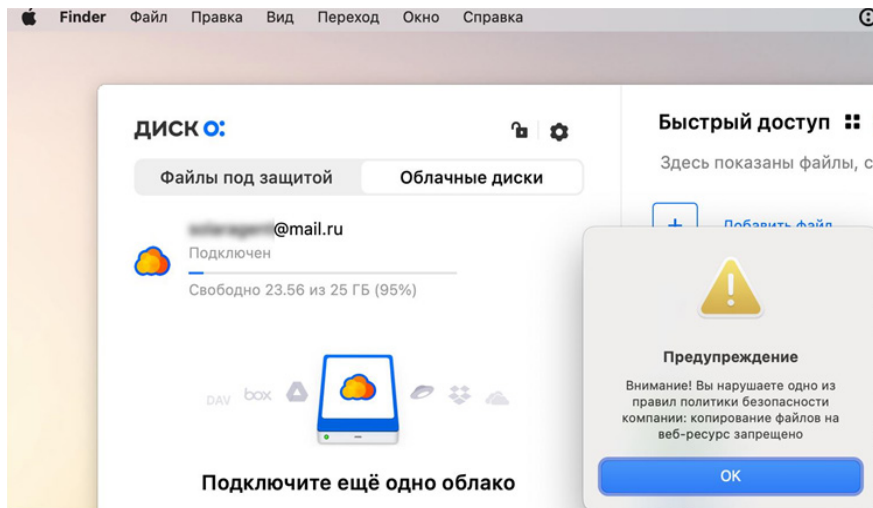 Finder Файл Правка Вид Переход Окно Справка
ДИСК О:
Файлы под защитой Облачные диски
@mail.ru
Подключен
Свободно 23.56 из 25 ГБ (95%)
DAV box
Подключите ещё одно облако
Быстрый доступ
Здесь показаны файлы, с
Добавить файл
Предупреждение
Внимание! Вы нарушаете одно из
правил политики безопасности
компании: копирование файлов на
веб-ресурс запрещено
OK